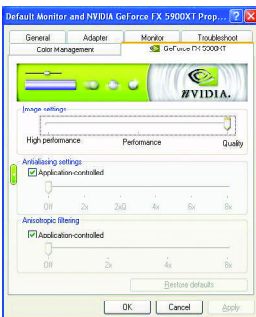 Default Monitor and NVIDIA GeForce FX 5900XT Prop...
General Adapter Monitor Troubleshoot
Color Management GeForce FX 5900XT
NVIDIA.
Image settings
High performance Performance Quality
Antialiasing settings
Application-controlled
Off 2x 2xQ 4x 6x 8x
Anisotropic filtering
Application-controlled
Off 2x 4x 8x
Restore defaults
OK Cancel Apply